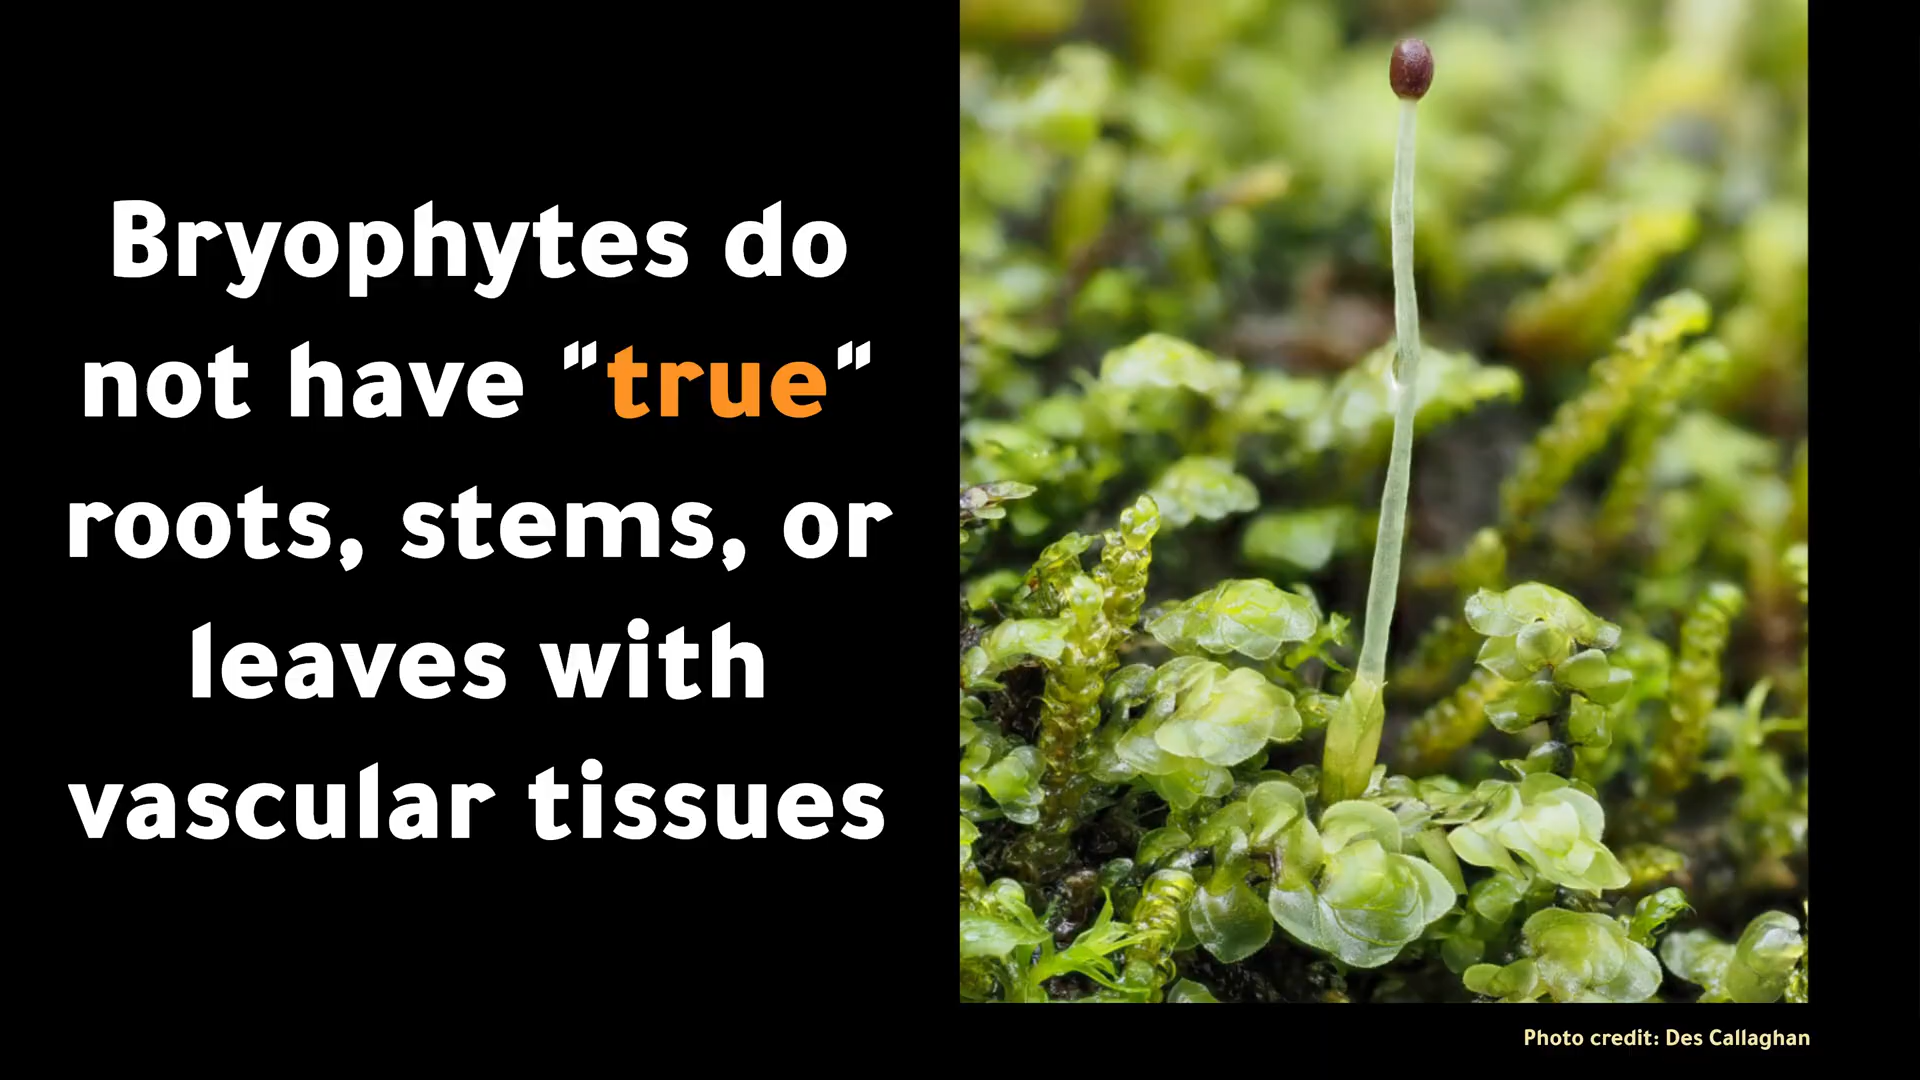 Bryophytes do
not have "true"
roots, stems, or
leaves with
vascular tissues
Photo credit: Des Callaghan